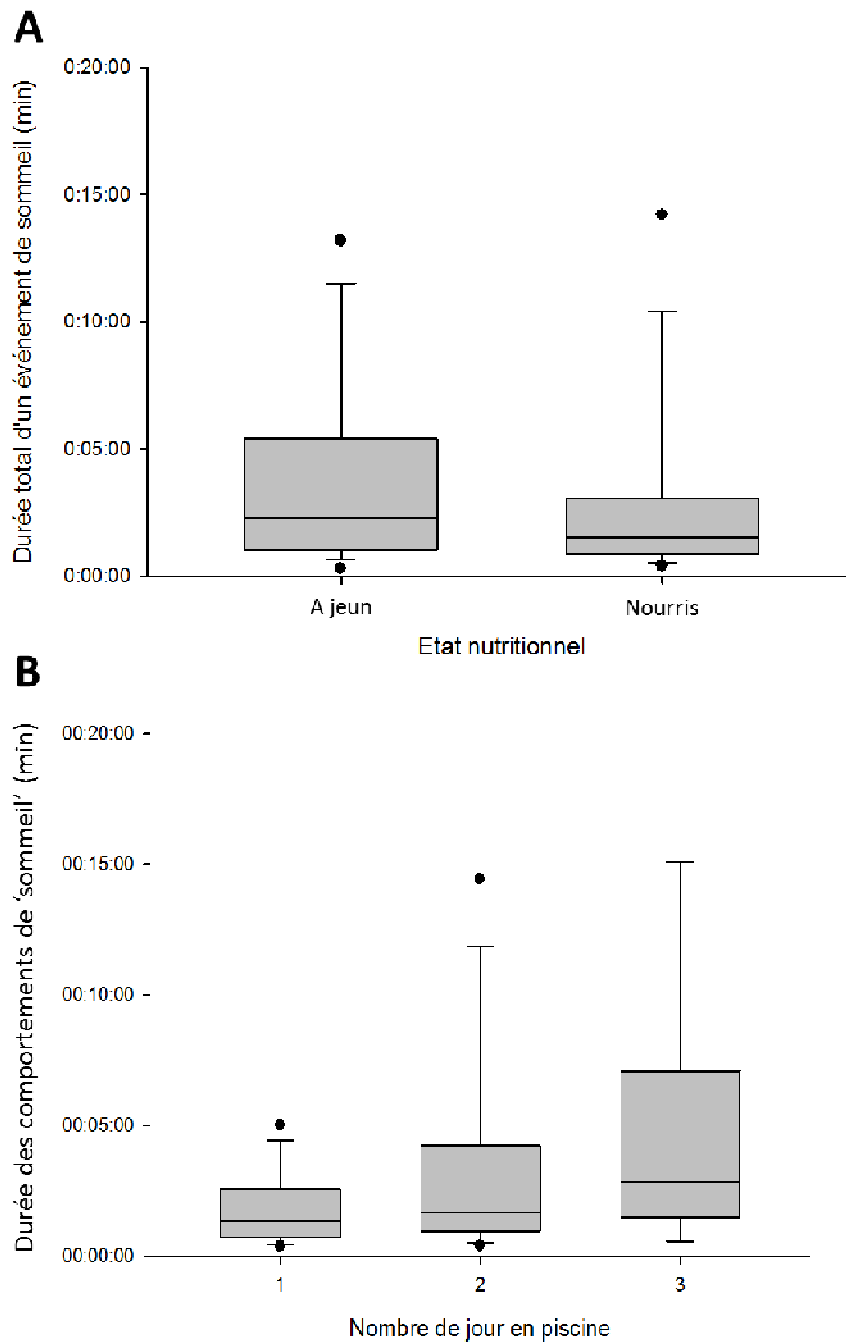 A
Durée total d'un événement de sommeil (min)
0:20:00
0:15:00
0:10:00
0:05:00
0:00:00
A jeun
Nourris
Etat nutritionnel
B
Durée des comportements de 'sommeil' (min)
00:20:00
00:15:00
00:10:00
00:05:00
00:00:00
1
2
3
Nombre de jour en piscine